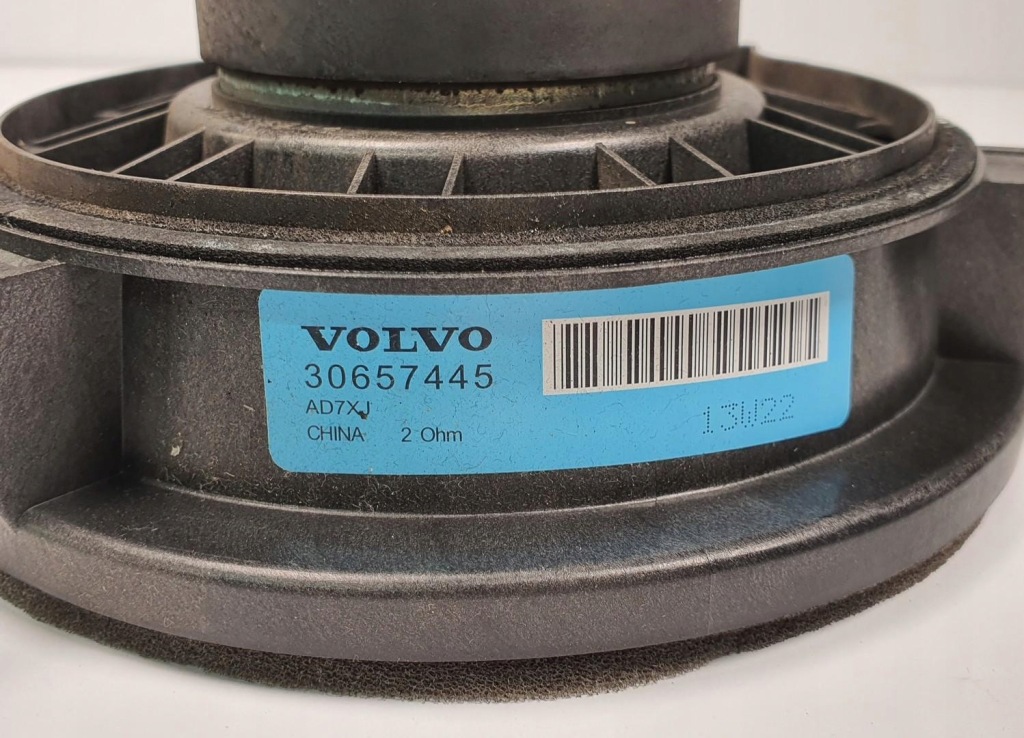 VOLVO
30657445
AD7XJ
CHINA 2 Ohm
13W22